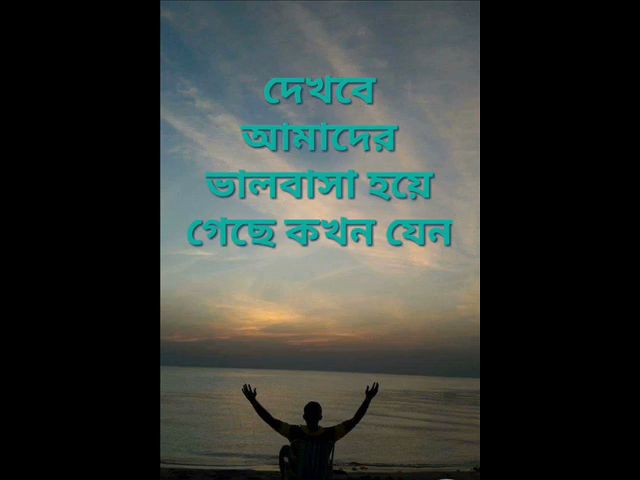 দেখবে
আমাদের
ভালবাসা হয়ে
গেছে কখন যেন